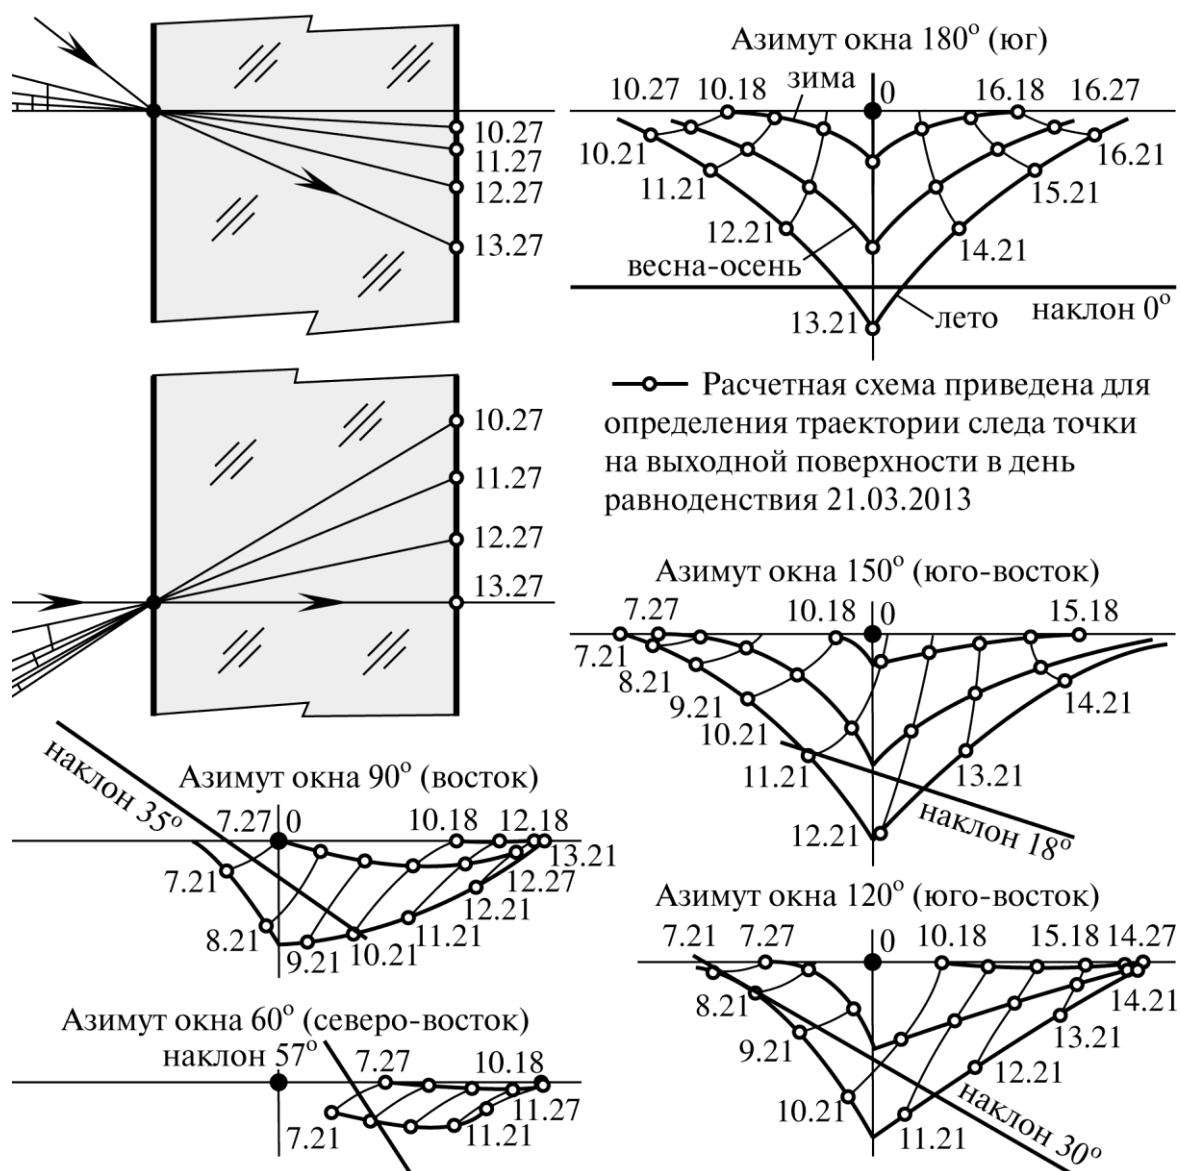 10.27
11.27
12.27
13.27
Азимут окна 180° (юг)
10.27 10.18 зима 0 16.18 16.27
10.21
11.21
12.21
весна-осень
13.21
лето
14.21
15.21
16.21
наклон 0°
Расчетная схема приведена для
определения траектории следа точки
на выходной поверхности в день
равноденствия 21.03.2013
10.27
11.27
12.27
13.27
Азимут окна 150° (юго-восток)
7.27 10.18 0 15.18
7.21
8.21
9.21
10.21
11.21
12.21
13.21
14.21
наклон 18°
Азимут окна 90° (восток)
наклон 35°
7.27 0 10.18 12.18
13.21
12.27
7.21
8.21
9.21
10.21
11.21
12.21
Азимут окна 120° (юго-восток)
7.21 7.27 0 10.18 15.18 14.27
8.21
9.21
10.21
11.21
12.21
13.21
14.21
наклон 30°
Азимут окна 60° (северо-восток)
наклон 57°
7.27 10.18
7.21
11.21
11.27